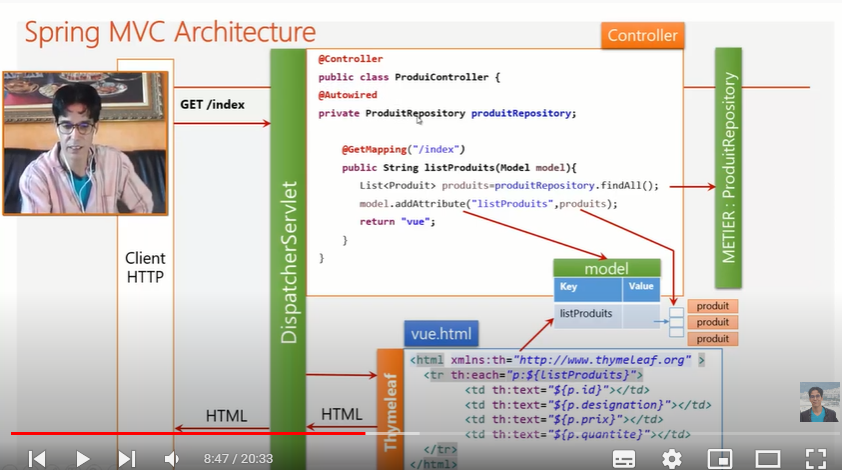 Spring MVC Architecture
Controller
@Controller
public class ProduiController {
@Autowired
private ProduitRepository produitRepository;
@GetMapping("/index")
public String listProduits(Model model){
List<Produit> produits=produitRepository.findAll();
model.addAttribute("listProduits",produits);
return "vue";
}
}
GET /index
Client
HTTP
DispatcherServlet
METIER : ProduitRepository
model
Key Value
listProduits
produit
produit
produit
vue.html
Thymeleaf
<html xmlns:th="http://www.thymeleaf.org" >
<tr th:each="p:${listProduits}">
<td th:text="${p.id}"></td>
<td th:text="${p.designation}"></td>
<td th:text="${p.prix}"></td>
<td th:text="${p.quantite}"></td>
</tr>
</html>
HTML
HTML
8:47 / 20:33